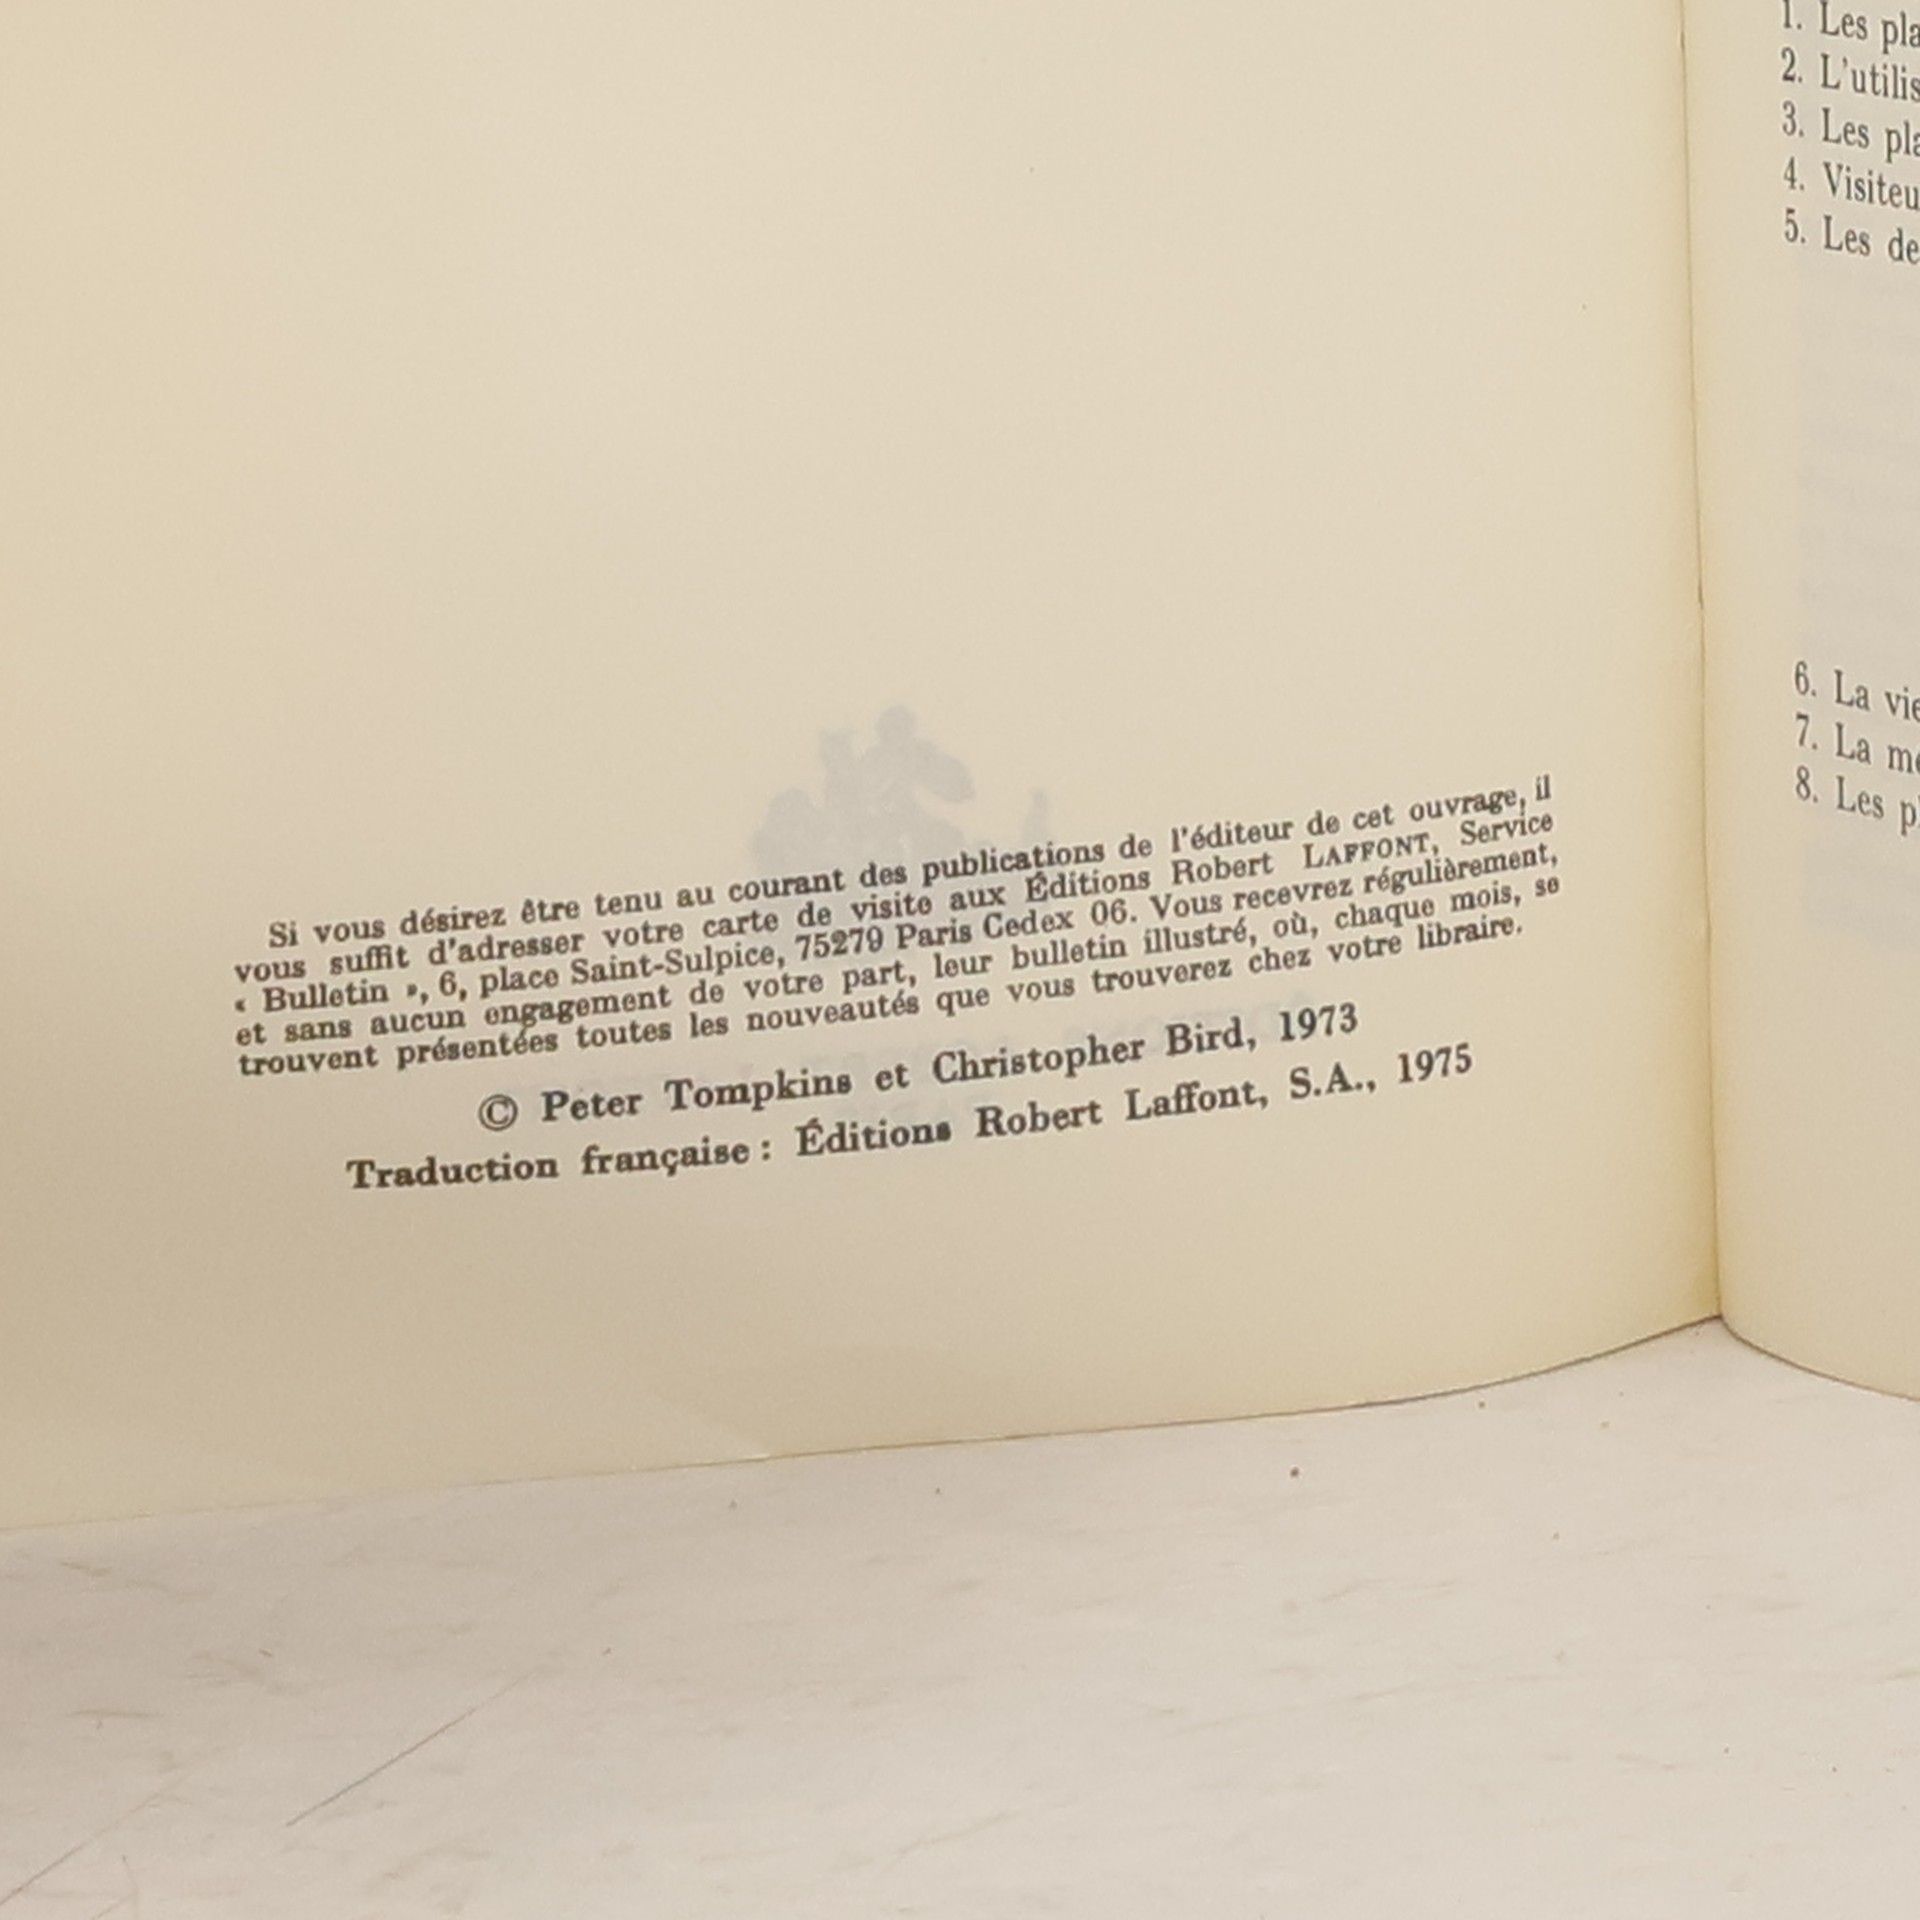 Si vous désirez être tenu au courant des publications de l'éditeur de cet ouvrage, il
vous suffit d'adresser votre carte de visite aux Éditions Robert LAFFONT, Service
« Bulletin », 6, place Saint-Sulpice, 75279 Paris Cedex 06. Vous recevrez régulièrement,
et sans aucun engagement de votre part, leur bulletin illustré, où, chaque mois, se
trouvent présentées toutes les nouveautés que vous trouverez chez votre libraire.
© Peter Tompkins et Christopher Bird, 1973
Traduction française : Éditions Robert Laffont, S.A., 1975
1. Les pla
2. L'utilis
3. Les pla
4. Visiteu
5. Les de
6. La vie
7. La mé
8. Les p